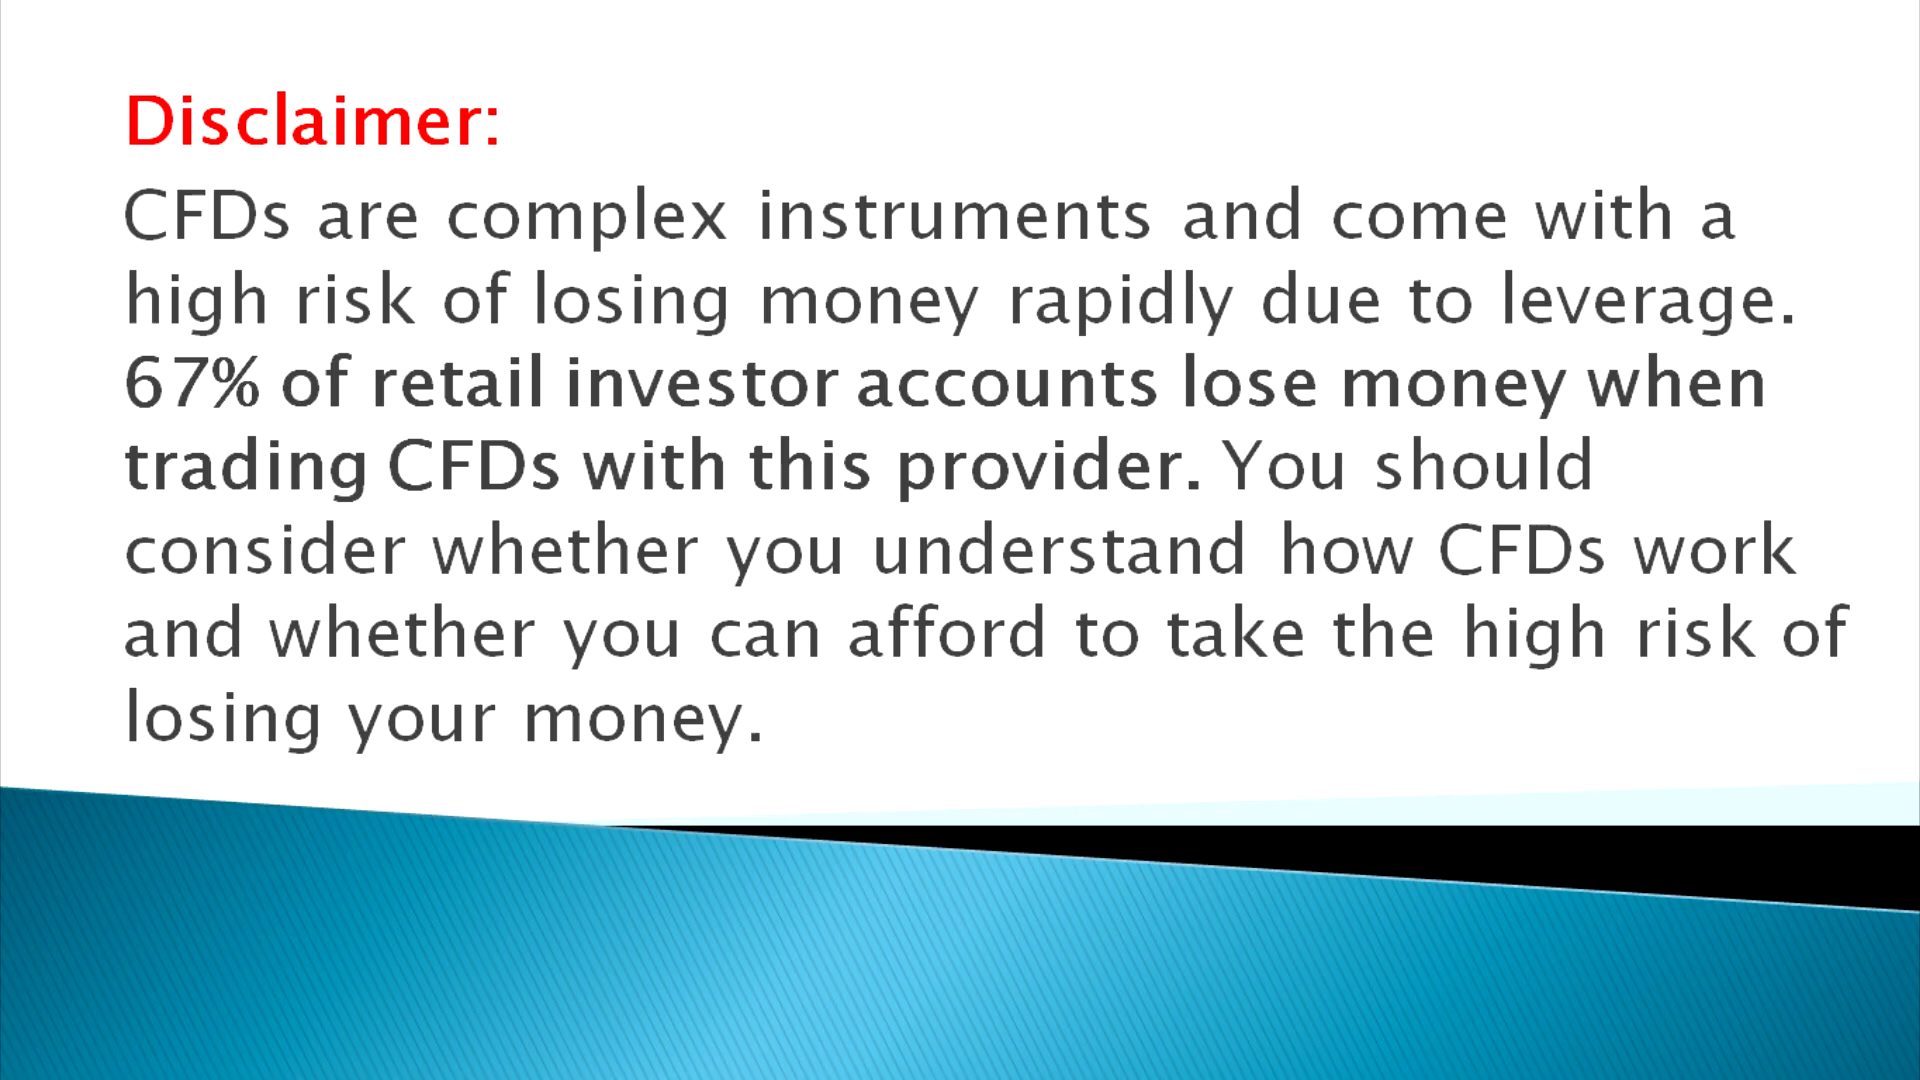 Disclaimer:
CFDs are complex instruments and come with a
high risk of losing money rapidly due to leverage.
67% of retail investor accounts lose money when
trading CFDs with this provider. You should
consider whether you understand how CFDs work
and whether you can afford to take the high risk of
losing your money.